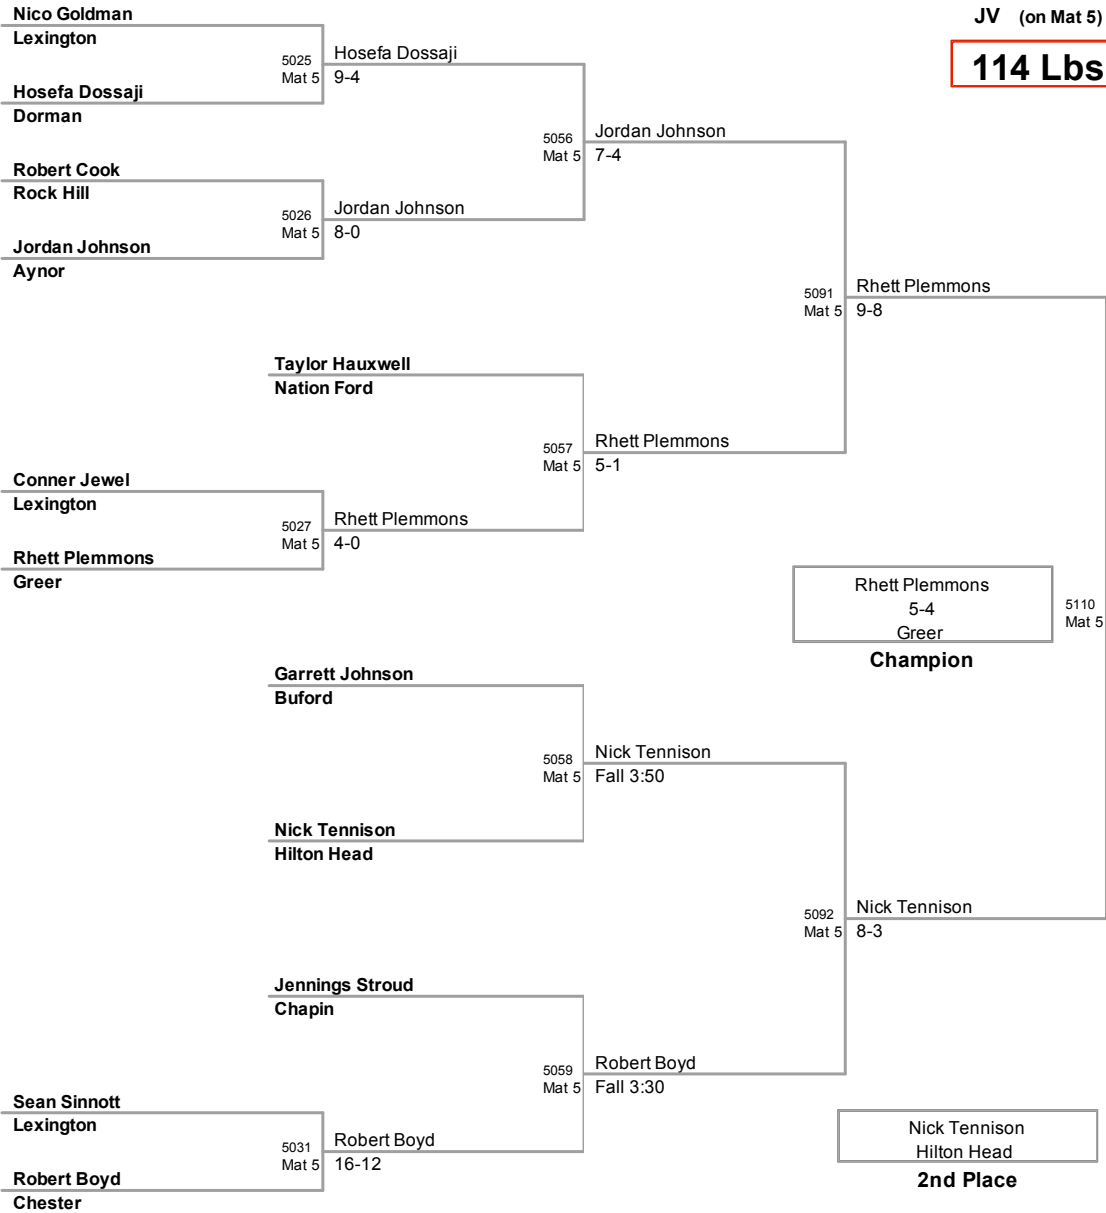 Nico Goldman
JV (on Mat 5)
Lexington
114 Lbs
5025
Mat 5
Hosefa Dossaji
9-4
Hosefa Dossaji
Dorman
5056
Mat 5
Jordan Johnson
7-4
Robert Cook
Rock Hill
5026
Mat 5
Jordan Johnson
8-0
Jordan Johnson
Aynor
5091
Mat 5
Rhett Plemmons
9-8
Taylor Hauxwell
Nation Ford
5057
Mat 5
Rhett Plemmons
5-1
Conner Jewel
Lexington
5027
Mat 5
Rhett Plemmons
4-0
Rhett Plemmons
Greer
Rhett Plemmons
5-4
Greer
Champion
5110
Mat 5
Garrett Johnson
Buford
5058
Mat 5
Nick Tennison
Fall 3:50
Nick Tennison
Hilton Head
5092
Mat 5
Nick Tennison
8-3
Jennings Stroud
Chapin
5059
Mat 5
Robert Boyd
Fall 3:30
Sean Sinnott
Lexington
5031
Mat 5
Robert Boyd
16-12
Robert Boyd
Chester
Nick Tennison
Hilton Head
2nd Place